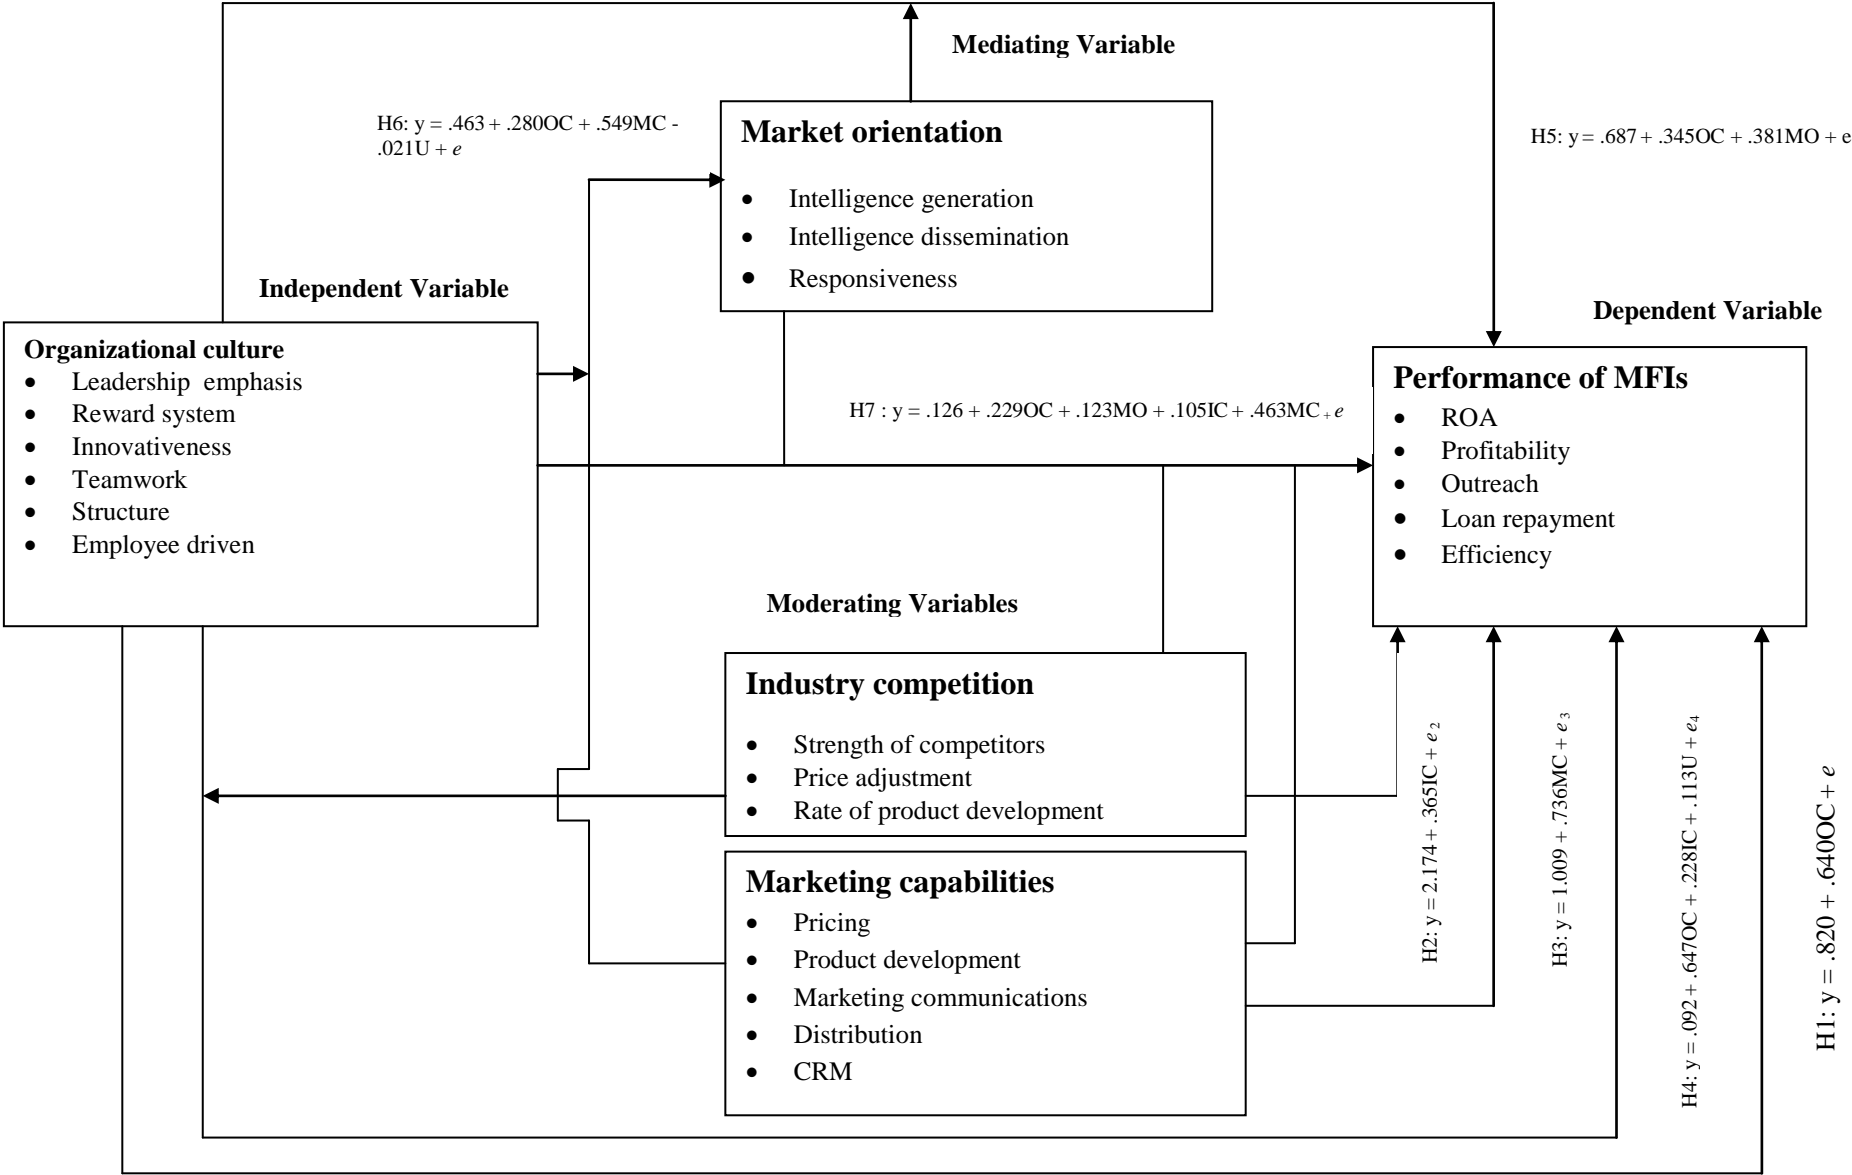 Mediating Variable
H6: y = .463 + .280OC + .549MC -
.021U + e
Market orientation
• Intelligence generation
• Intelligence dissemination
• Responsiveness
H5: y = .687 + .345OC + .381MO + e
Independent Variable
Organizational culture
• Leadership emphasis
• Reward system
• Innovativeness
• Teamwork
• Structure
• Employee driven
H7 : y = .126 + .229OC + .123MO + .105IC + .463MC + e
Dependent Variable
Performance of MFIs
• ROA
• Profitability
• Outreach
• Loan repayment
• Efficiency
Moderating Variables
Industry competition
• Strength of competitors
• Price adjustment
• Rate of product development
Marketing capabilities
• Pricing
• Product development
• Marketing communications
• Distribution
• CRM
H2: y = 2.174 + .365IC + e 2
H3: y = 1.009 + .736MC + e 3
H4: y = .092 + .647OC + .228IC + .113U + e4
H1: y = .820 + .640OC + e